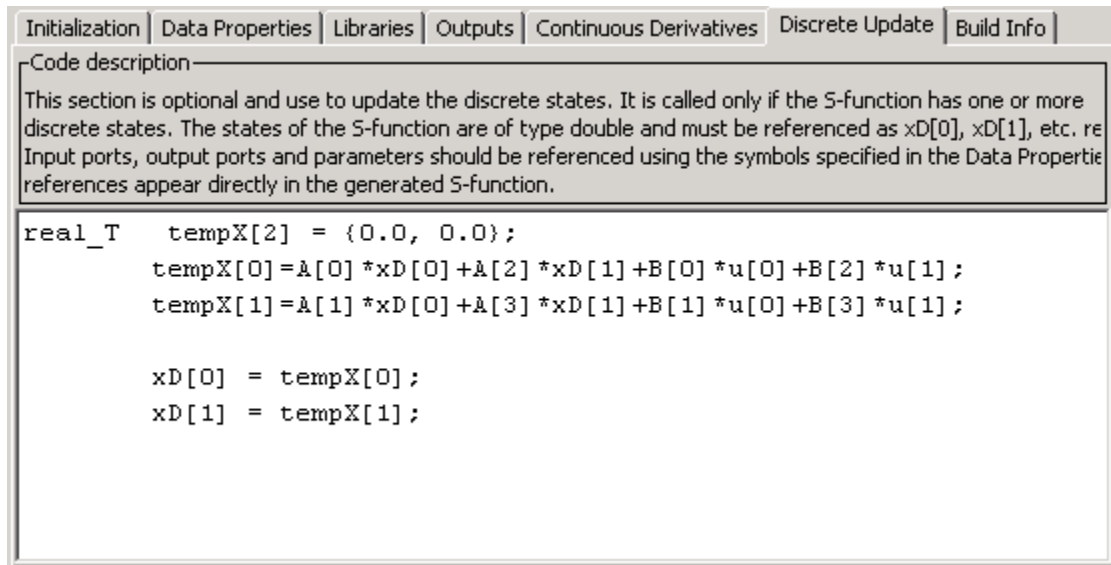 Initialization Data Properties Libraries Outputs Continuous Derivatives Discrete Update Build Info
Code description
This section is optional and use to update the discrete states. It is called only if the S-function has one or more
discrete states. The states of the S-function are of type double and must be referenced as xD[0], xD[1], etc. re
Input ports, output ports and parameters should be referenced using the symbols specified in the Data Propertie
references appear directly in the generated S-function.
real_T   tempX[2] = {0.0, 0.0};
tempX[0]=A[0]*xD[0]+A[2]*xD[1]+B[0]*u[0]+B[2]*u[1];
tempX[1]=A[1]*xD[0]+A[3]*xD[1]+B[1]*u[0]+B[3]*u[1];
xD[0] = tempX[0];
xD[1] = tempX[1];